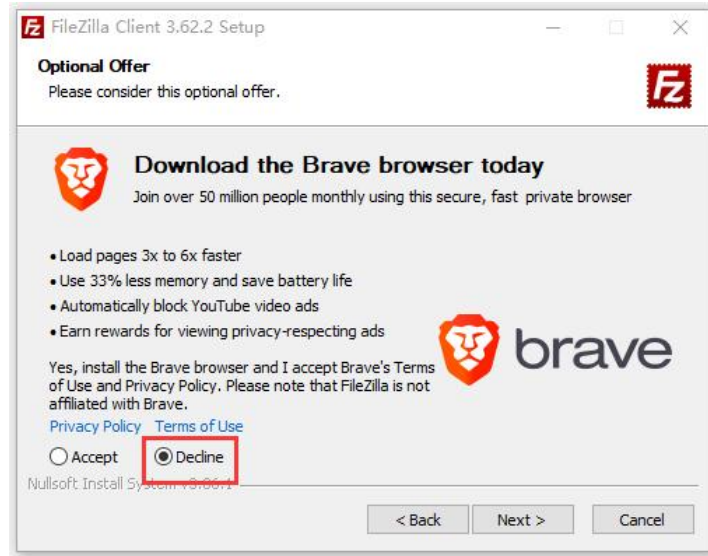 FileZilla Client 3.62.2 Setup
Optional Offer
Please consider this optional offer.
Fz
Download the Brave browser today
Join over 50 million people monthly using this secure, fast private browser
• Load pages 3x to 6x faster
• Use 33% less memory and save battery life
• Automatically block YouTube video ads
• Earn rewards for viewing privacy-respecting ads
brave
Yes, install the Brave browser and I accept Brave's Terms
of Use and Privacy Policy. Please note that FileZilla is not
affiliated with Brave.
Privacy Policy Terms of Use
Accept Decline
Nullsoft Install System
< Back Next > Cancel